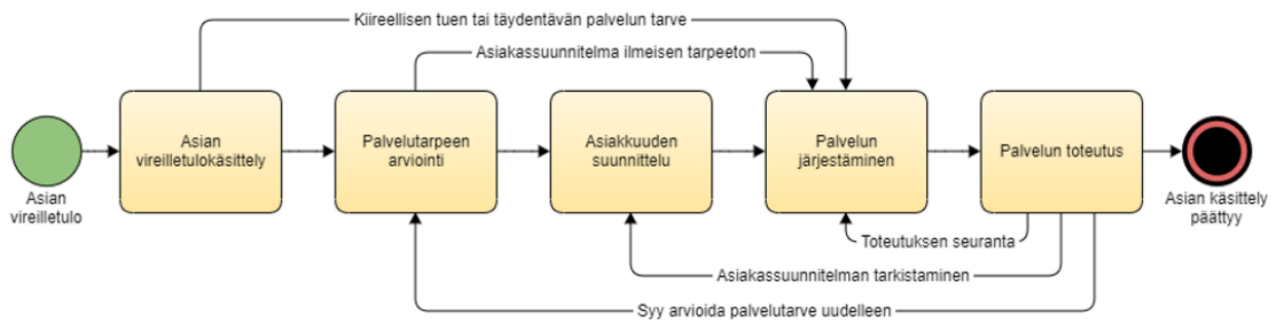 Kiireellisen tuen tai täydentävän palvelun tarve
Asiakassuunnitelma ilmeisen tarpeeton
Asian
vireilletulo
Asian
vireilletulokäsittely
Palvelutarpeen
arviointi
Asiakkuuden
suunnittelu
Palvelun
järjestäminen
Palvelun toteutus
Asian käsittely
päättyy
Toteutuksen seuranta
Asiakassuunnitelman tarkistaminen
Syy arvioida palvelutarve uudelleen